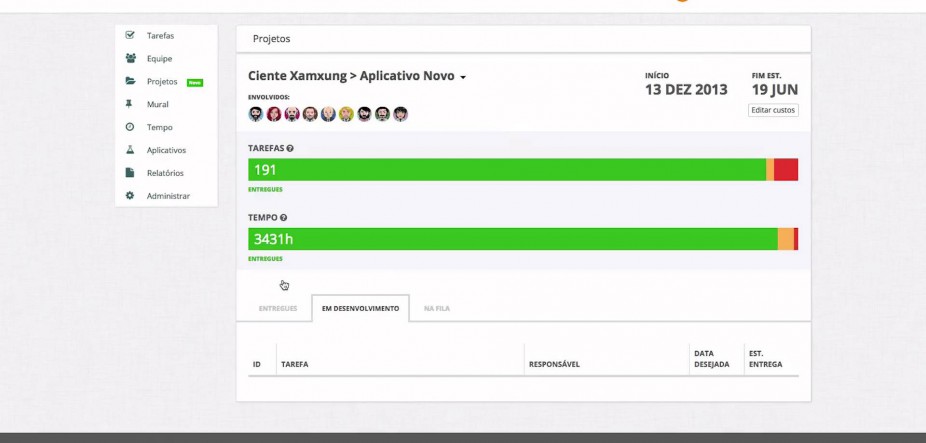 Tarefas
Equipe
Projetos Novo
Mural
Tempo
Aplicativos
Relatórios
Administrar
Projetos
Ciente Xamxung > Aplicativo Novo
ENVOLVIDOS:
INÍCIO
13 DEZ 2013
FIM EST.
19 JUN
Editar custos
TAREFAS
191
ENTREGUES
TEMPO
3431h
ENTREGUES
ENTREGUES EM DESENVOLVIMENTO NA FILA
ID TAREFA RESPONSÁVEL DATA DESEJADA EST. ENTREGA